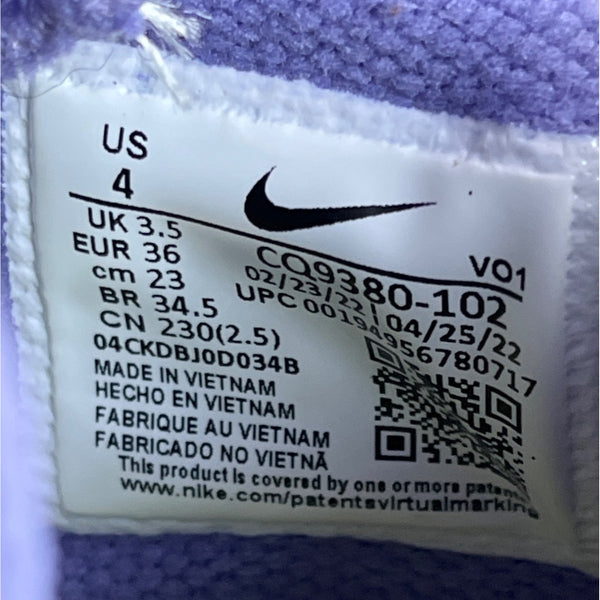 US
4
VO1
UK 3.5
EUR 36
cm 23
BR 34.5
CN 230(2.5)
CQ9380-102
02/23/22 | 04/25/22
UPC 00194956780717
04CKDBJ0D034B
MADE IN VIETNAM
HECHO EN VIETNAM
FABRIQUE AU VIETNAM
FABRICADO NO VIETNÃ
This product is covered by one or more
www.nike.com/patentsvirtualmarking